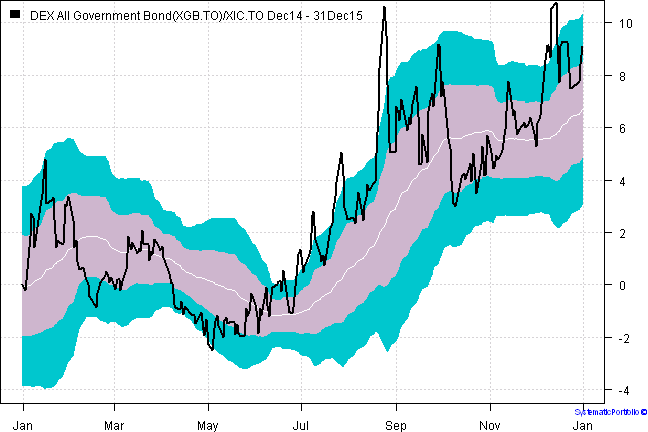 DEX All Government Bond(XGB.TO)/XIC.TO Dec14 - 31Dec15
10
8
6
4
2
0
-2
-4
Jan Mar May Jul Sep Nov Jan
SystematicPortfolio ©